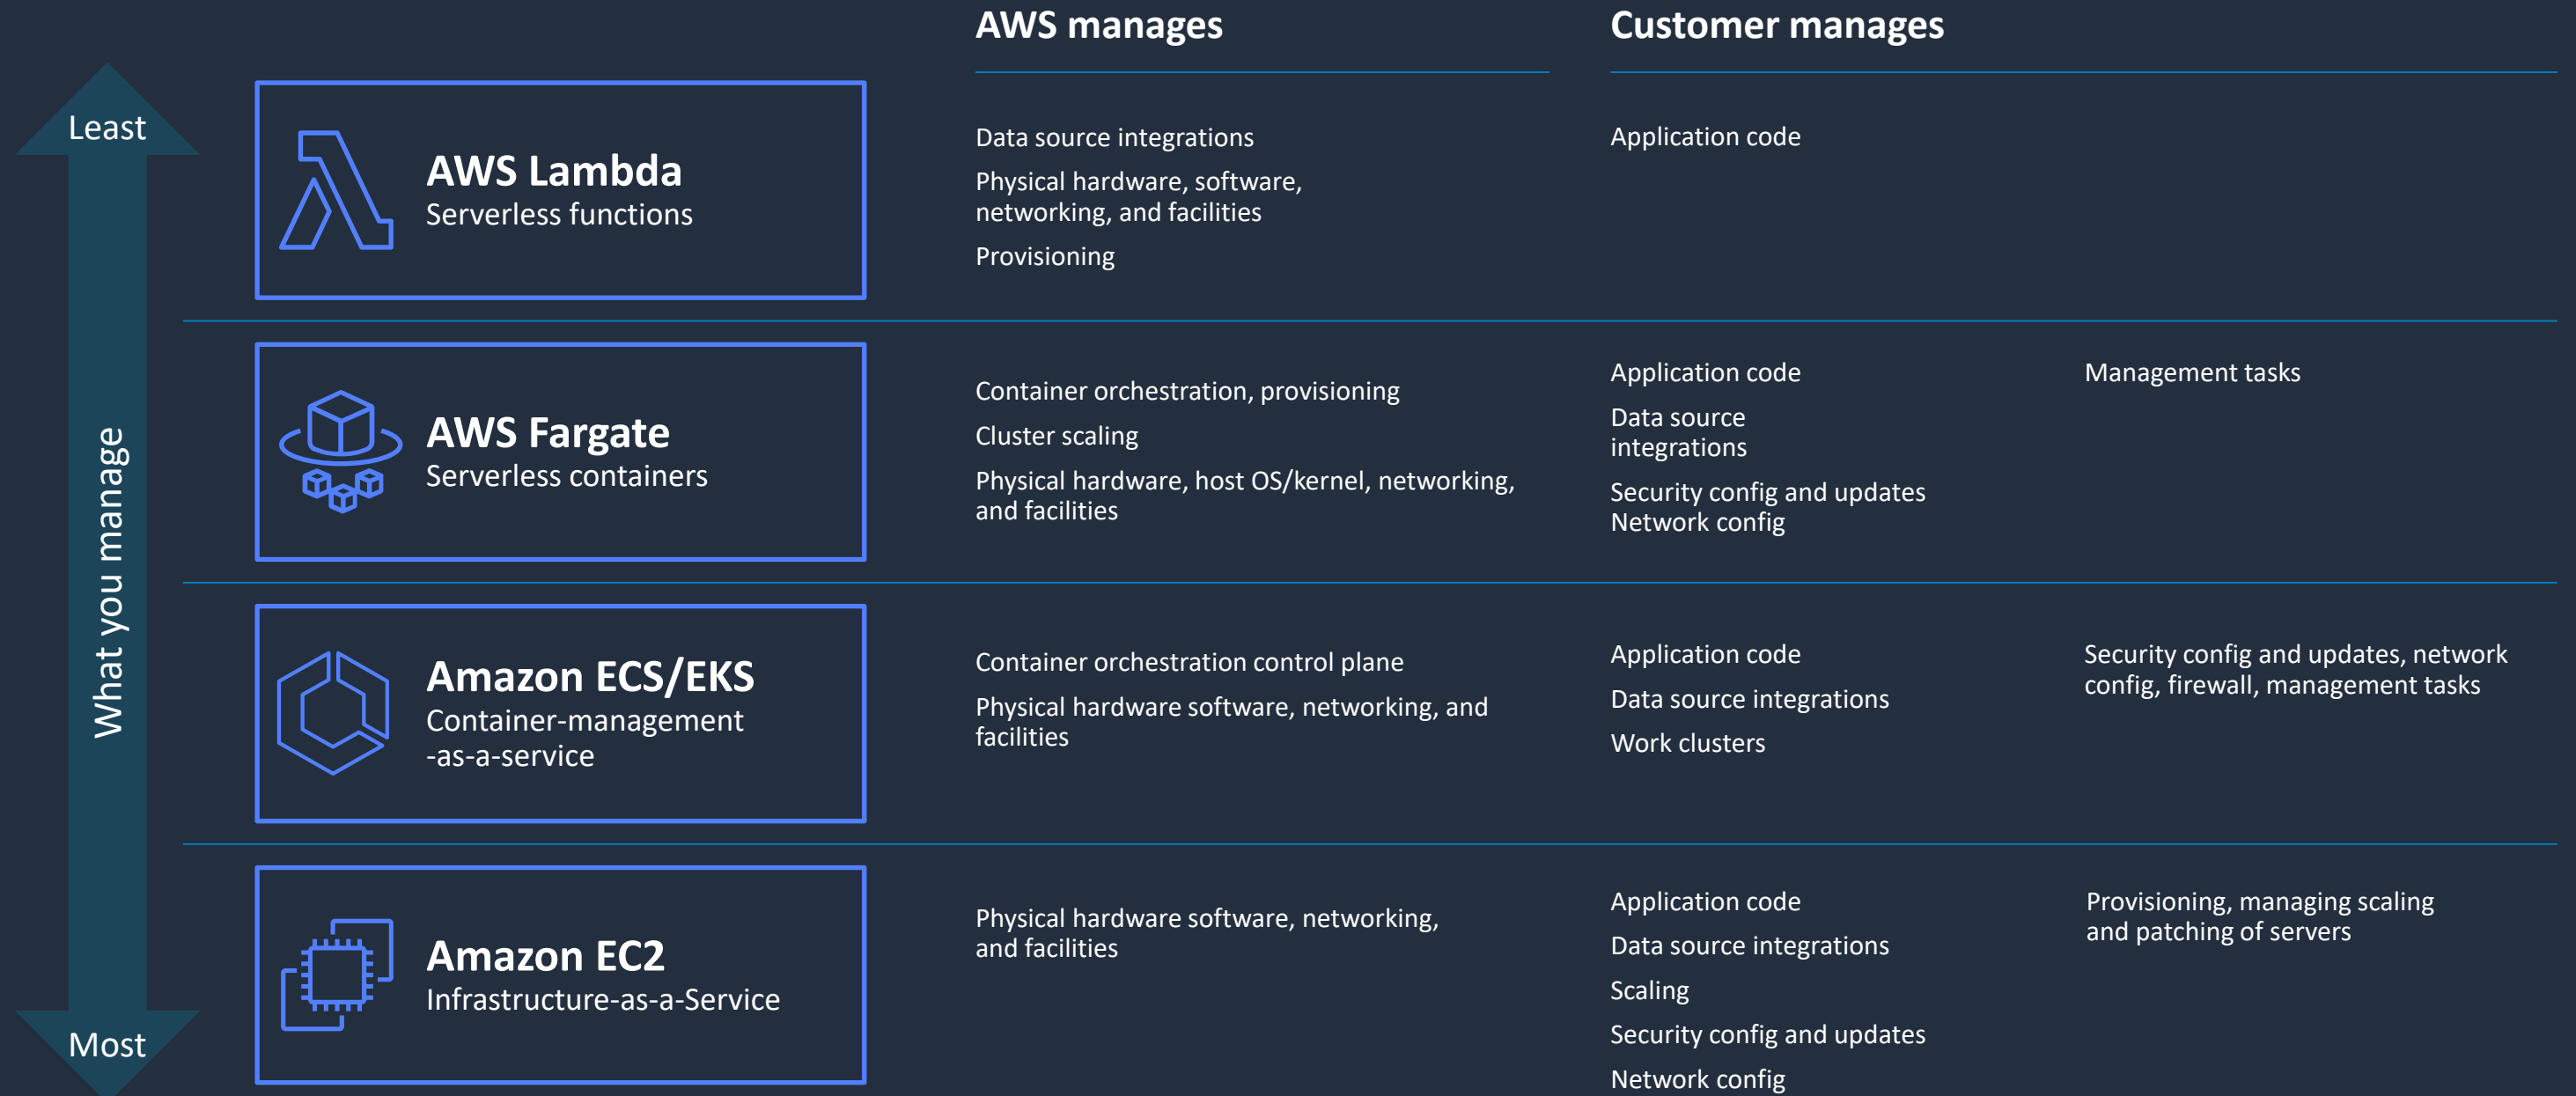 AWS manages
Customer manages
Least
What you manage
Most
AWS Lambda
Serverless functions
Data source integrations
Physical hardware, software,
networking, and facilities
Provisioning
Application code
AWS Fargate
Serverless containers
Container orchestration, provisioning
Cluster scaling
Physical hardware, host OS/kernel, networking,
and facilities
Application code
Data source
integrations
Security config and updates
Network config
Management tasks
Amazon ECS/EKS
Container-management
-as-a-service
Container orchestration control plane
Physical hardware software, networking, and
facilities
Application code
Data source integrations
Work clusters
Security config and updates, network
config, firewall, management tasks
Amazon EC2
Infrastructure-as-a-Service
Physical hardware software, networking,
and facilities
Application code
Data source integrations
Scaling
Security config and updates
Network config
Provisioning, managing scaling
and patching of servers